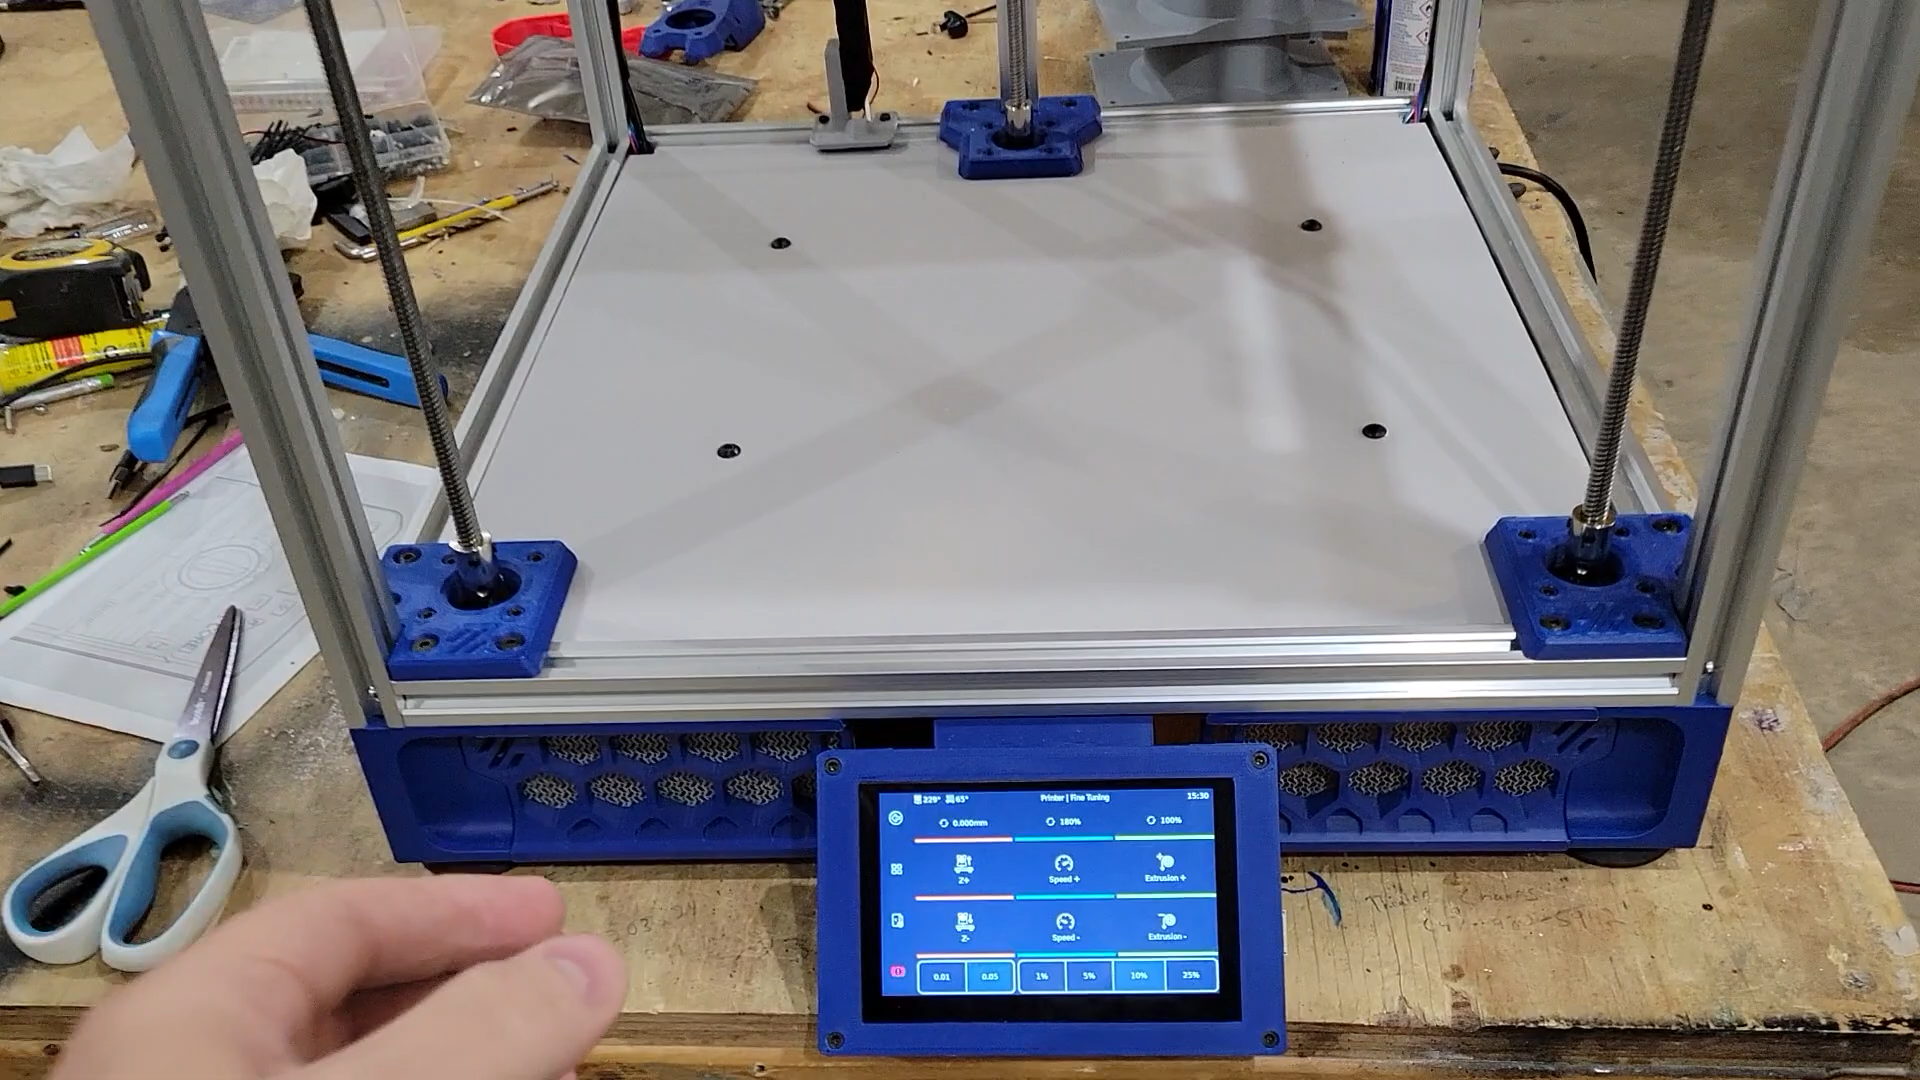 229° 65° Printer | Fine Tuning 15:30
0.000mm 180% 100%
Z+ Speed + Extrusion +
Z- Speed - Extrusion -
0.01 0.05 1% 5% 10% 25%